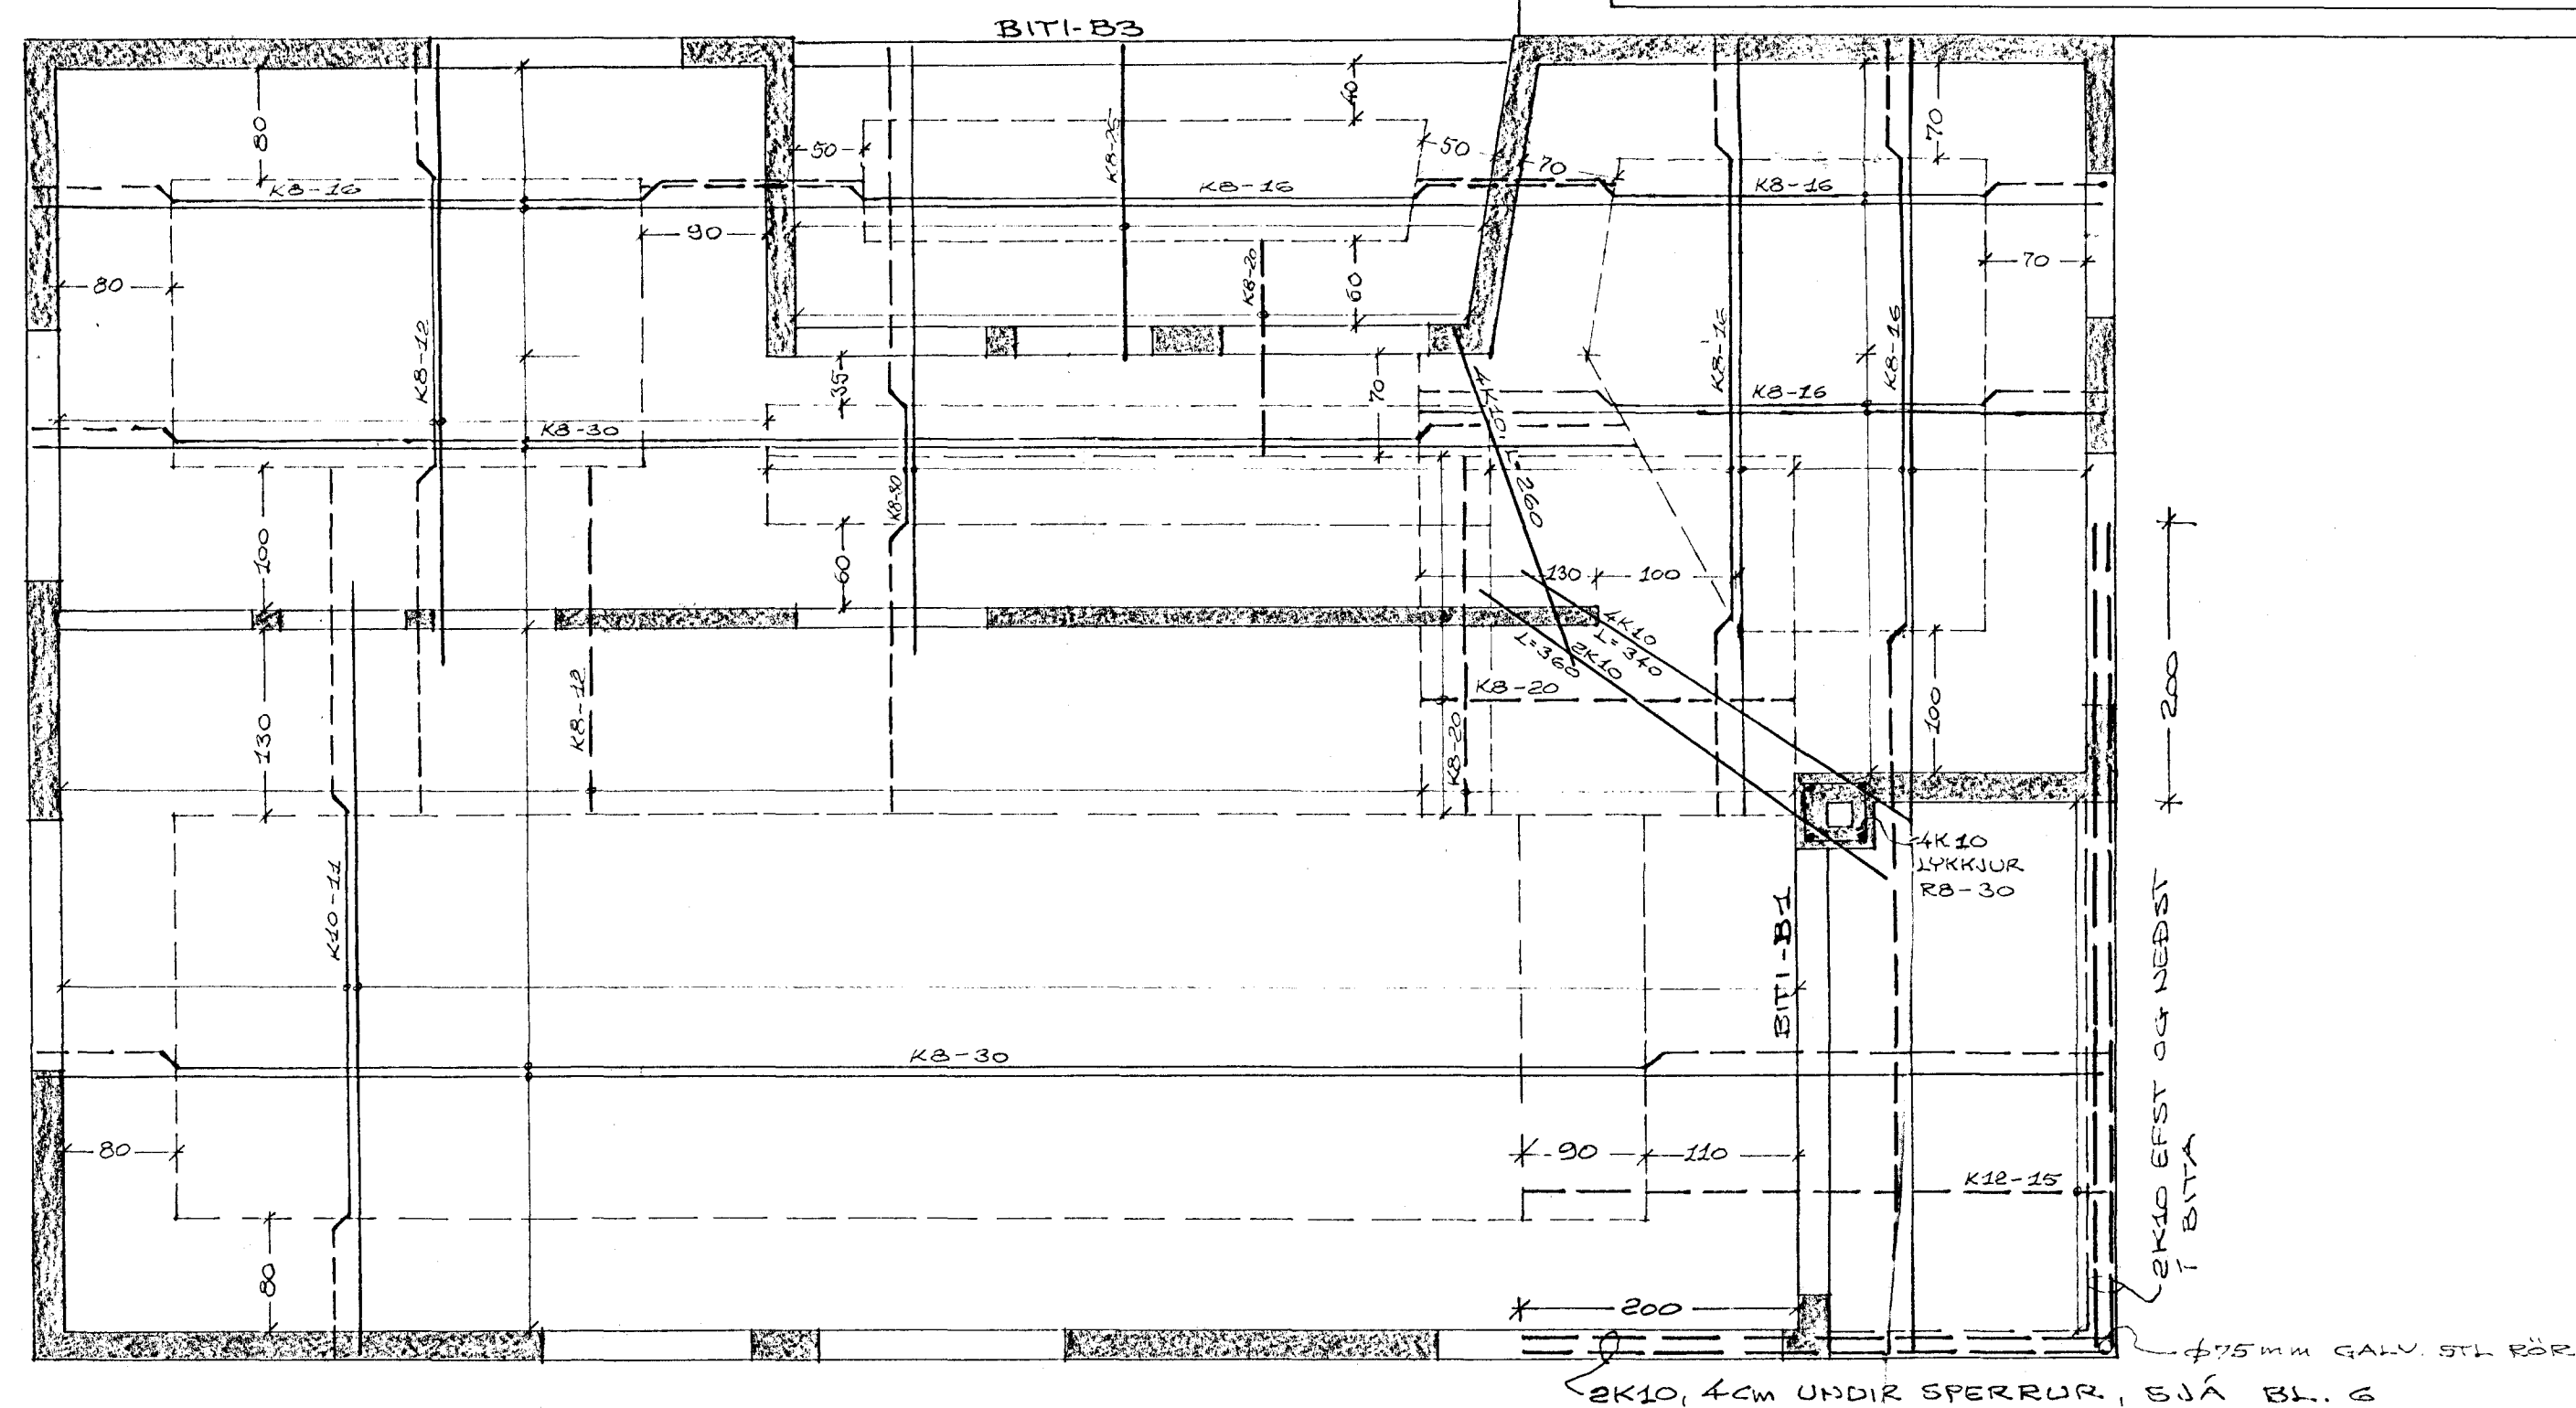 BITI-B3
40
80
70
50
50
70
K8-25
K8-16
K8-16
K8-16
90
80
60
70
K8-20
K8-12
K8-16
K8-16
35
70
4K10, L=260
K8-16
K8-30
K8-30
100
60
130
100
4K10
L=340
2K10
L=360
K8-20
K8-12
130
K8-20
100
200
4K10
LYKKJUR
R8-30
K10-11
BITI-B1
K8-30
80
90
110
K12-15
2K10 EFST OG NEÐST
Í BITA
80
200
φ75mm GALV. STL RÖR
2K10, 4cm UNDIR SPERRUR, SJÁ BL. 6